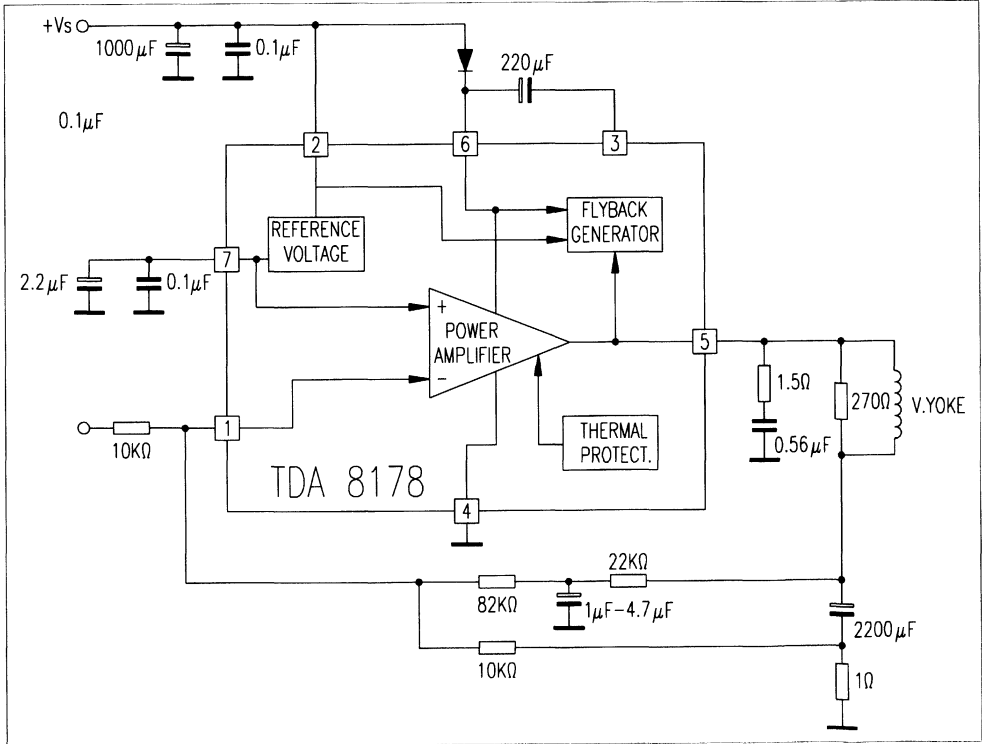 +Vs
1000μF
0.1μF
220μF
0.1μF
2
6
3
REFERENCE
VOLTAGE
FLYBACK
GENERATOR
7
2.2μF
0.1μF
+
POWER
AMPLIFIER
-
5
1.5Ω
270Ω
V.YOKE
0.56μF
1
10KΩ
THERMAL
PROTECT.
TDA 8178
4
82KΩ
22KΩ
1μF-4.7μF
2200μF
10KΩ
1Ω